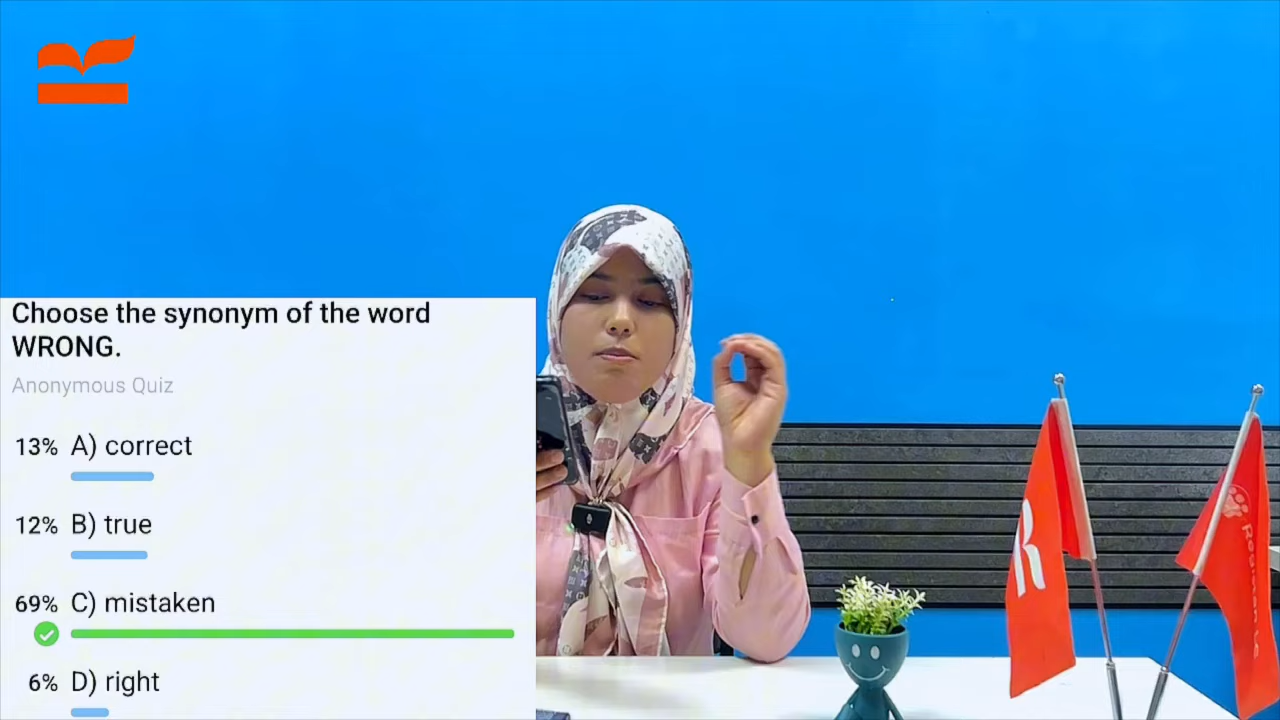 Choose the synonym of the word
WRONG.
Anonymous Quiz
13% A) correct
12% B) true
69% C) mistaken
6% D) right
R